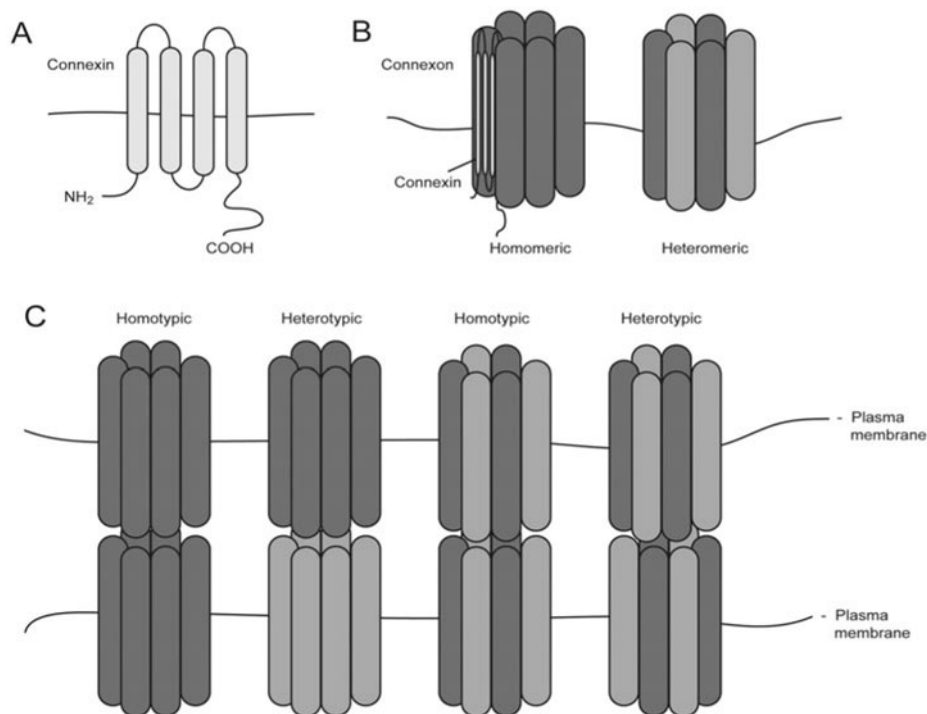 A
Connexin
NH2
COOH
B
Connexon
Connexin
Homomeric
Heteromeric
C
Homotypic
Heterotypic
Homotypic
Heterotypic
- Plasma
membrane
- Plasma
membrane